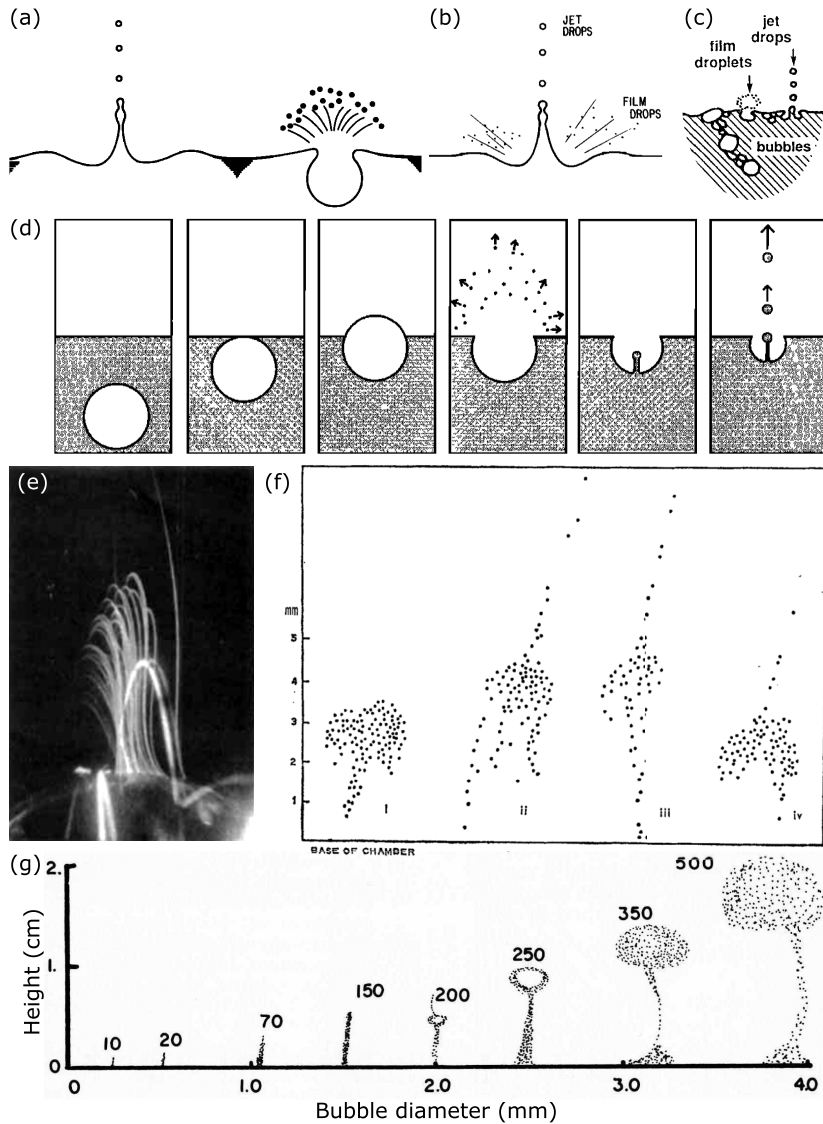 (a)
(b)
JET
DROPS
FILM
DROPS
(c)
film
droplets
jet
drops
bubbles
(d)
(e)
(f)
mm
5
4
3
2
1
i
ii
iii
iv
BASE OF CHAMBER
(g)
Height (cm)
2.
1.
0
10
20
70
150
200
250
350
500
0
1.0
2.0
3.0
4.0
Bubble diameter (mm)